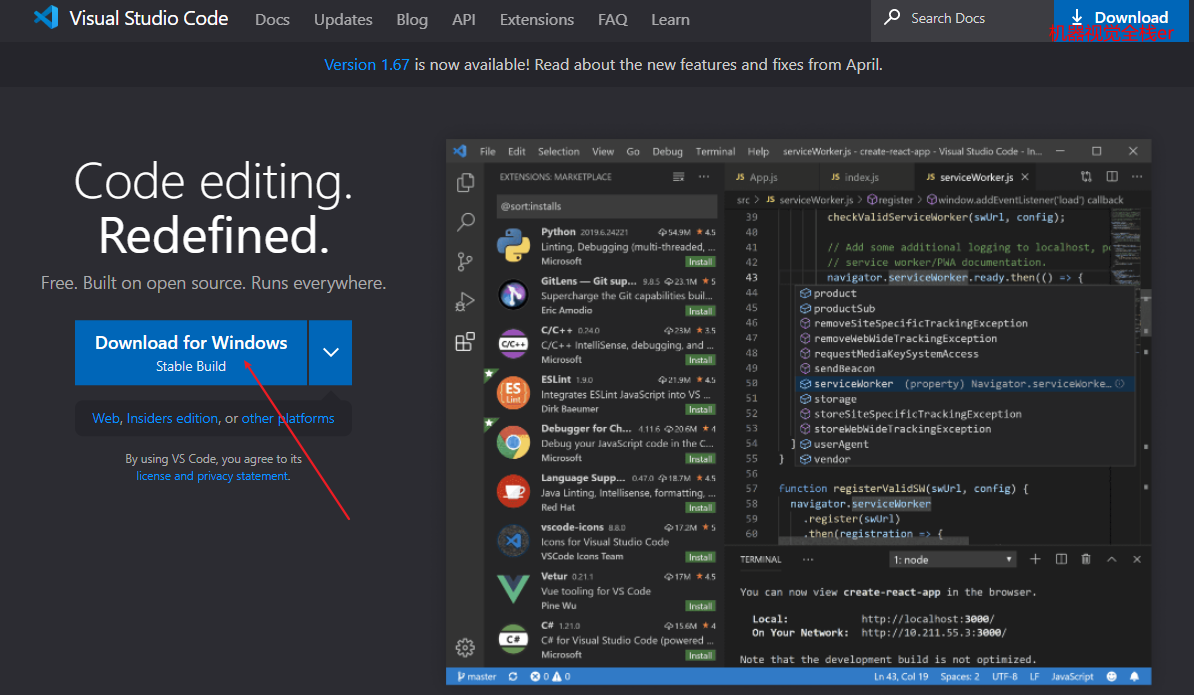 Visual Studio Code Docs Updates Blog API Extensions FAQ Learn Search Docs Download
机器视觉全栈er
Version 1.67 is now available! Read about the new features and fixes from April.
Code editing.
Redefined.
Free. Built on open source. Runs everywhere.
Download for Windows
Stable Build
Web, Insiders edition, or other platforms
By using VS Code, you agree to its
license and privacy statement.
File Edit Selection View Go Debug Terminal Help serviceWorker.js - create-react-app - Visual Studio Code - In...
EXTENSIONS: MARKETPLACE ···
@sort:installs
Python 2019.6.24221 54.9M ★ 4.5
Linting, Debugging (multi-threaded, ...
Microsoft Install
GitLens — Git sup... 9.8.5 23.1M ★ 5
Supercharge the Git capabilities buil...
Eric Amodio Install
C/C++ 0.24.0 23M ★ 3.5
C/C++ IntelliSense, debugging, and ...
Microsoft Install
ESLint 1.9.0 21.9M ★ 4.5
Integrates ESLint JavaScript into VS ...
Dirk Baeumer Install
Debugger for Ch... 4.11.6 20.6M ★ 4
Debug your JavaScript code in the C...
Microsoft Install
Language Supp... 0.47.0 18.7M ★ 4.5
Java Linting, Intellisense, formatting, ...
Red Hat Install
vscode-icons 8.8.0 17.2M ★ 5
Icons for Visual Studio Code
VSCode Icons Team Install
Vetur 0.21.1 17M ★ 4.5
Vue tooling for VS Code
Pine Wu Install
C# 1.21.0 15.6M ★ 4
C# for Visual Studio Code (powered ...
Microsoft Install
JS App.js JS index.js JS serviceWorker.js ···
src > JS serviceWorker.js > register > window.addEventListener('load') callback
39 checkValidServiceWorker(swUrl, config);
40
41 // Add some additional logging to localhost, po
42 // service worker/PWA documentation.
43 navigator.serviceWorker.ready.then(() => {
44 product
45 productSub
46 removeSiteSpecificTrackingException
47 removeWebWideTrackingException
48 requestMediaKeySystemAccess
49 sendBeacon
50 serviceWorker (property) Navigator.serviceWorke...
51 storage
52 storeSiteSpecificTrackingException
53 storeWebWideTrackingException
54 ] userAgent
55 } vendor
56
57 function registerValidSW(swUrl, config) {
58 navigator.serviceWorker
59 .register(swUrl)
60 .then(registration => {
TERMINAL ··· 1: node
You can now view create-react-app in the browser.
Local: http://localhost:3000/
On Your Network: http://10.211.55.3:3000/
Note that the development build is not optimized.
master 0 0 Ln 43, Col 19 Spaces: 2 UTF-8 LF JavaScript